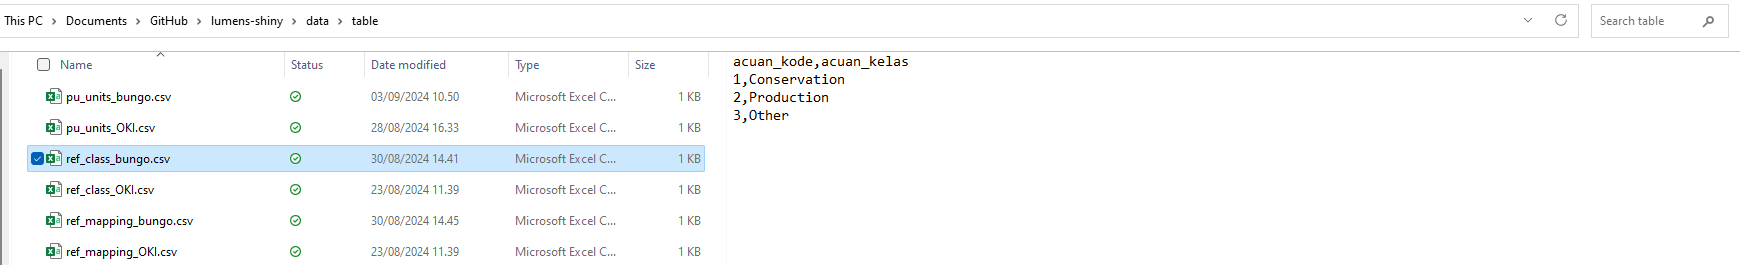 This PC > Documents > GitHub > lumens-shiny > data > table
Search table
Name Status Date modified Type Size
pu_units_bungo.csv 03/09/2024 10.50 Microsoft Excel C... 1 KB
pu_units_OKI.csv 28/08/2024 16.33 Microsoft Excel C... 1 KB
ref_class_bungo.csv 30/08/2024 14.41 Microsoft Excel C... 1 KB
ref_class_OKI.csv 23/08/2024 11.39 Microsoft Excel C... 1 KB
ref_mapping_bungo.csv 30/08/2024 14.45 Microsoft Excel C... 1 KB
ref_mapping_OKI.csv 23/08/2024 11.39 Microsoft Excel C... 1 KB
acuan_kode,acuan_kelas
1,Conservation
2,Production
3,Other